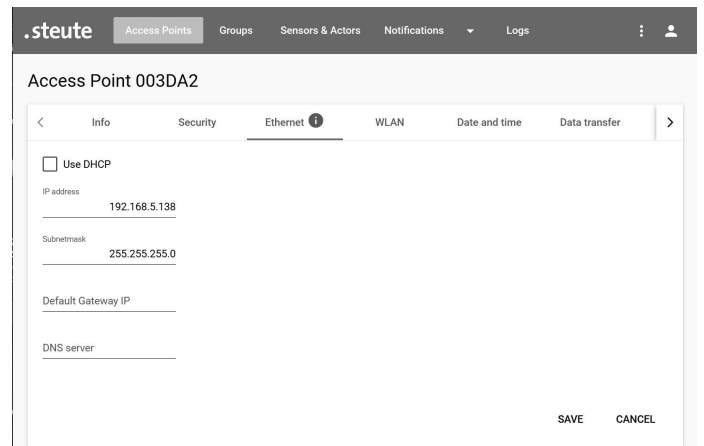 .steute Access Points Groups Sensors & Actors Notifications Logs
Access Point 003DA2
Info Security Ethernet i WLAN Date and time Data transfer
Use DHCP
IP address
192.168.5.138
Subnetmask
255.255.255.0
Default Gateway IP
DNS server
SAVE CANCEL